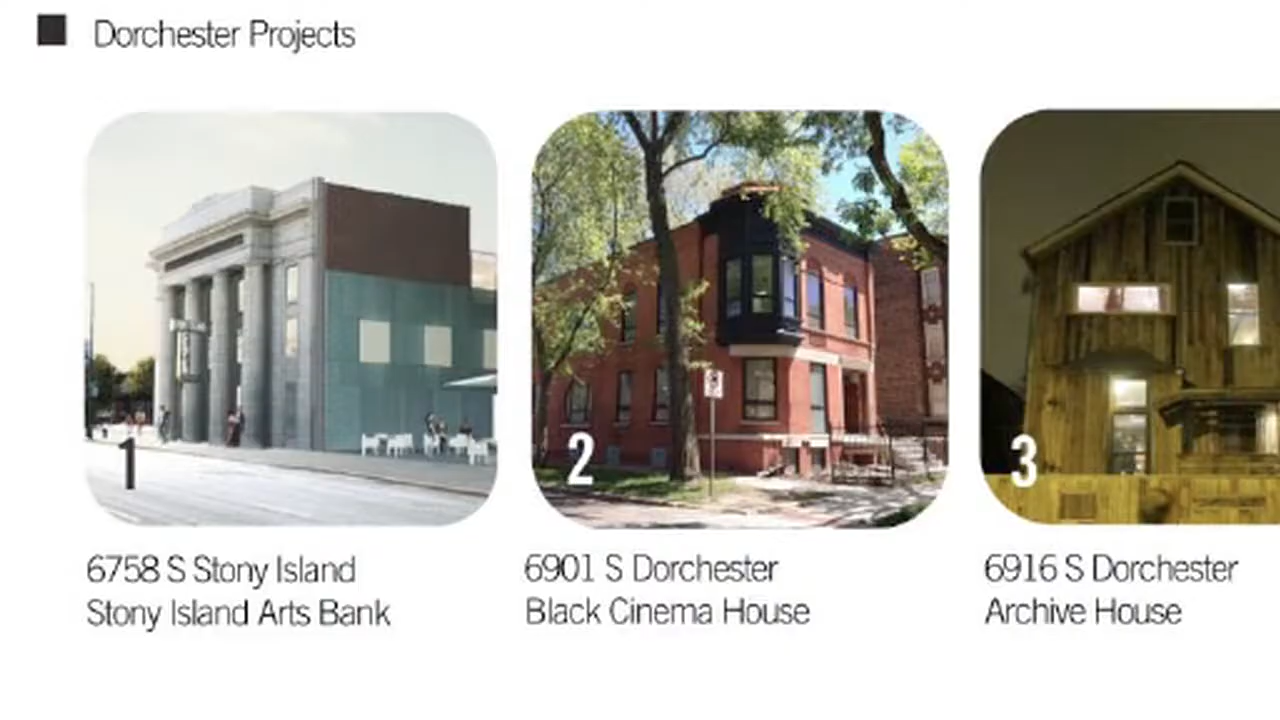 Dorchester Projects
1
2
3
6758 S Stony Island
Stony Island Arts Bank
6901 S Dorchester
Black Cinema House
6916 S Dorchester
Archive House